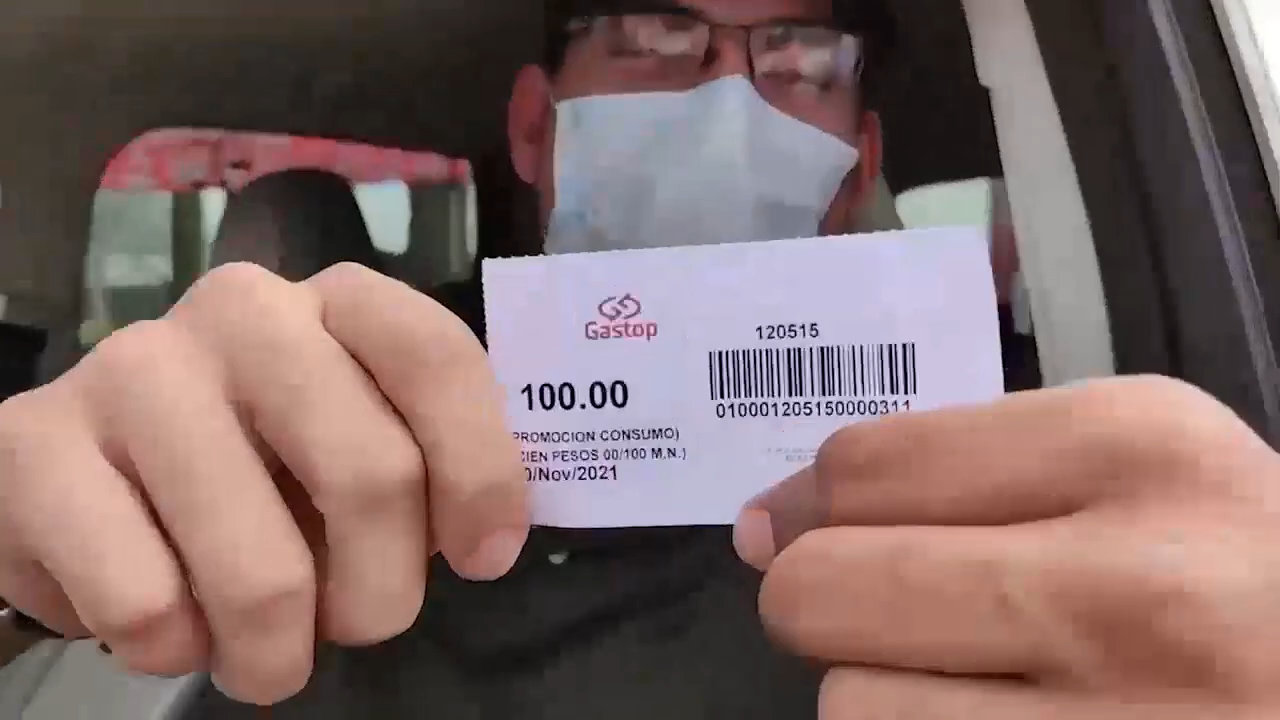 Gastop
120515
100.00
010001205150000311
PROMOCION CONSUMO)
CIEN PESOS 00/100 M,N.)
0/Nov/2021